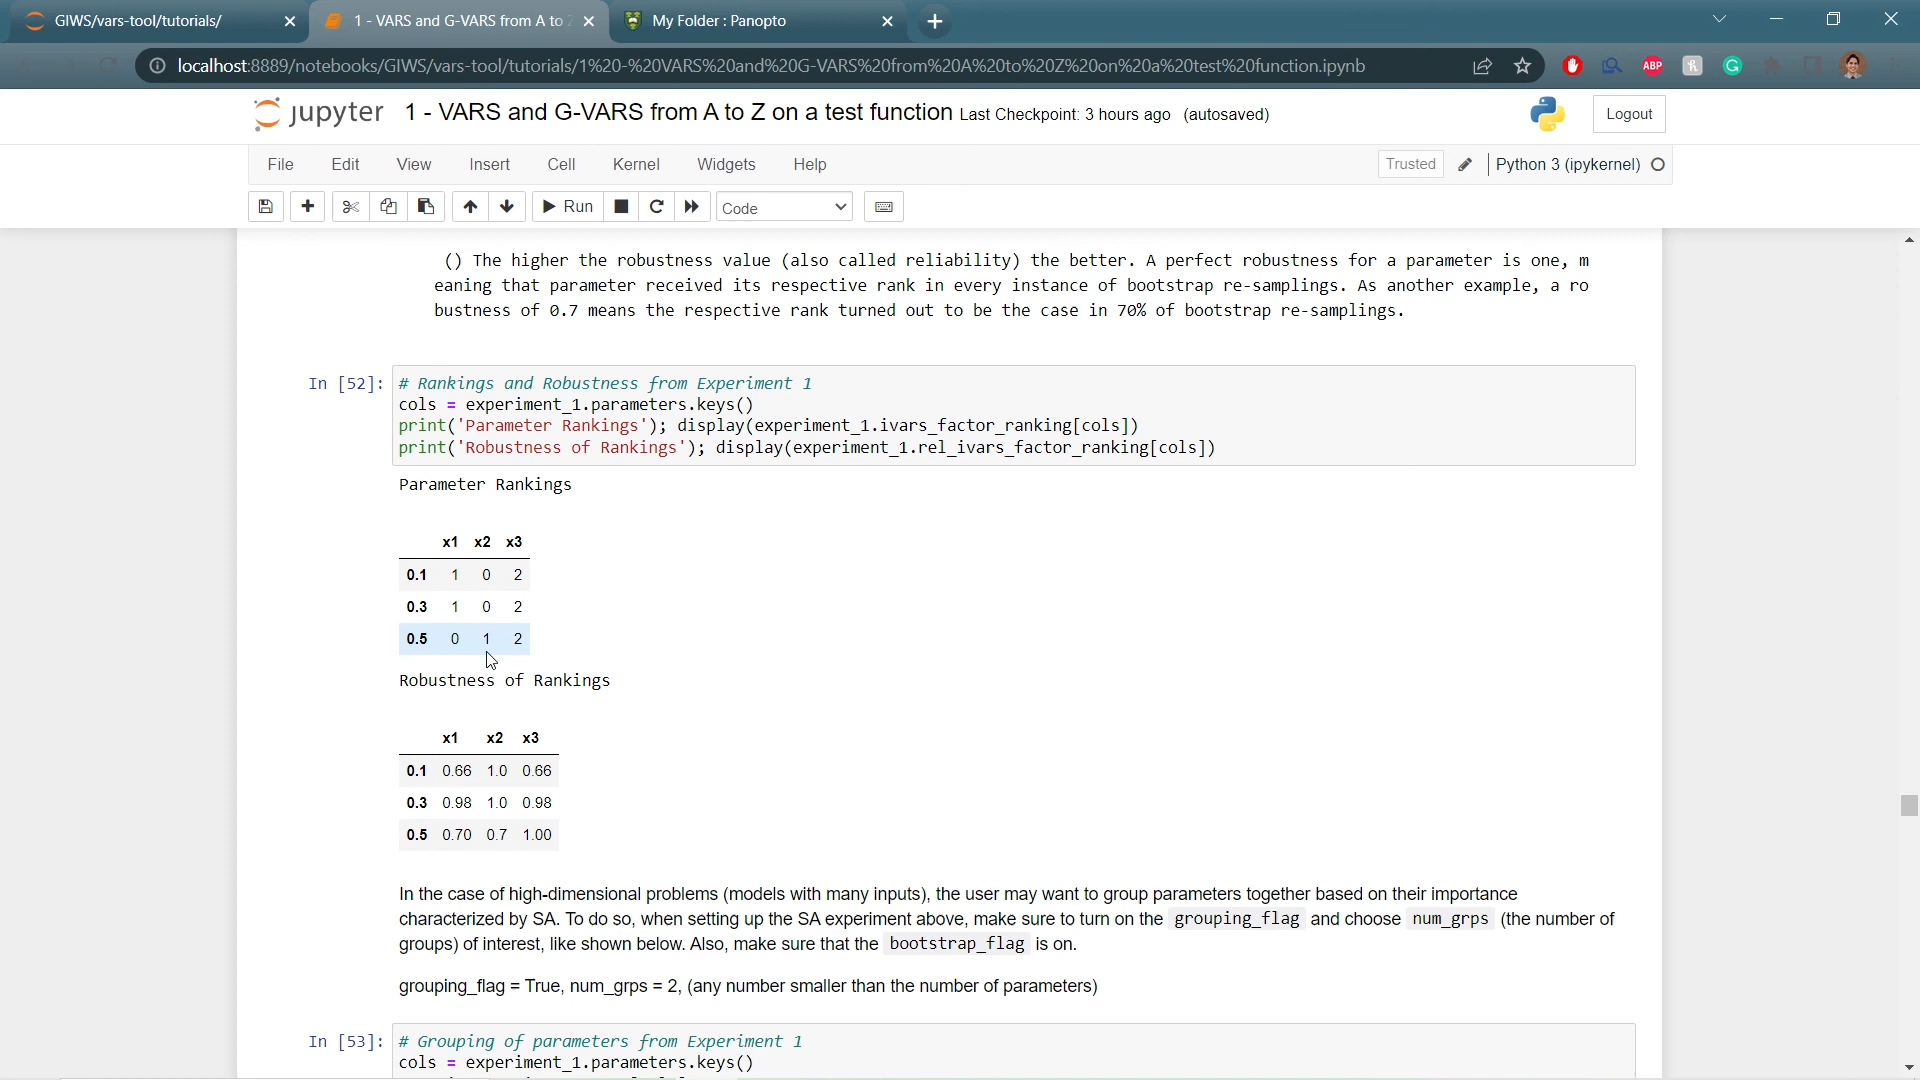 GIWS/vars-tool/tutorials/
1 - VARS and G-VARS from A to Z
My Folder : Panopto
localhost:8889/notebooks/GIWS/vars-tool/tutorials/1%20-%20VARS%20and%20G-VARS%20from%20A%20to%20Z%20on%20a%20test%20function.ipynb
ABP
jupyter 1 - VARS and G-VARS from A to Z on a test function Last Checkpoint: 3 hours ago (autosaved)
Logout
File Edit View Insert Cell Kernel Widgets Help
Trusted Python 3 (ipykernel)
Run Code
() The higher the robustness value (also called reliability) the better. A perfect robustness for a parameter is one, m
eaning that parameter received its respective rank in every instance of bootstrap re-samplings. As another example, a ro
bustness of 0.7 means the respective rank turned out to be the case in 70% of bootstrap re-samplings.
In [52]: # Rankings and Robustness from Experiment 1
cols = experiment_1.parameters.keys()
print('Parameter Rankings'); display(experiment_1.ivars_factor_ranking[cols])
print('Robustness of Rankings'); display(experiment_1.rel_ivars_factor_ranking[cols])
Parameter Rankings
x1 x2 x3
0.1 1 0 2
0.3 1 0 2
0.5 0 1 2
Robustness of Rankings
x1 x2 x3
0.1 0.66 1.0 0.66
0.3 0.98 1.0 0.98
0.5 0.70 0.7 1.00
In the case of high-dimensional problems (models with many inputs), the user may want to group parameters together based on their importance
characterized by SA. To do so, when setting up the SA experiment above, make sure to turn on the grouping_flag and choose num_grps (the number of
groups) of interest, like shown below. Also, make sure that the bootstrap_flag is on.
grouping_flag = True, num_grps = 2, (any number smaller than the number of parameters)
In [53]: # Grouping of parameters from Experiment 1
cols = experiment_1.parameters.keys()